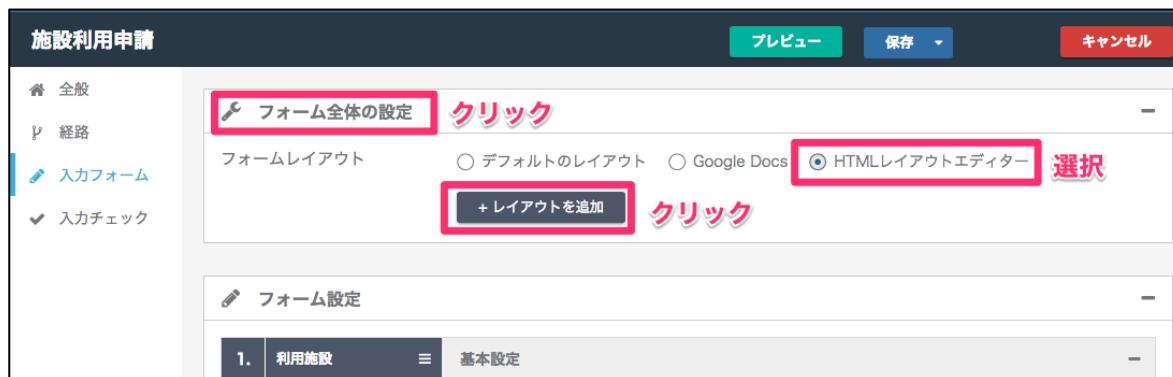 施設利用申請 プレビュー 保存 キャンセル
全般
経路
入力フォーム
入力チェック
フォーム全体の設定 クリック
フォームレイアウト デフォルトのレイアウト Google Docs HTMLレイアウトエディター 選択
+ レイアウトを追加 クリック
フォーム設定
1. 利用施設 基本設定